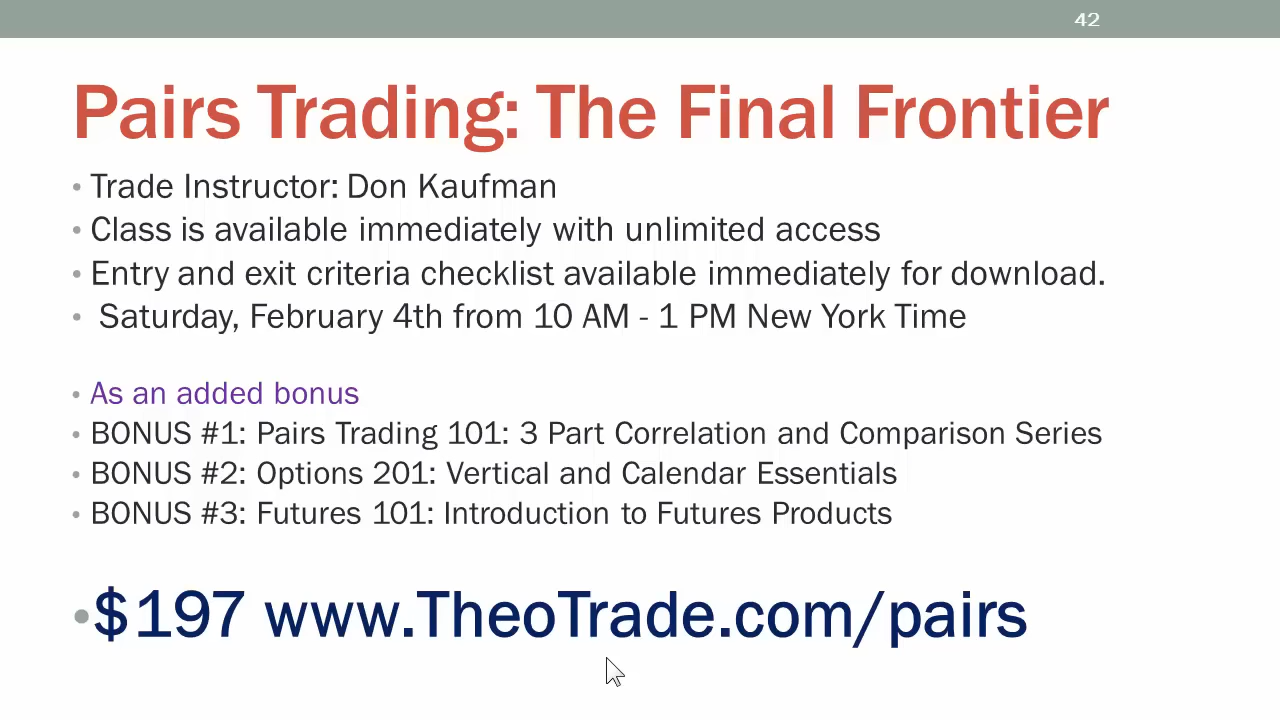 42
Pairs Trading: The Final Frontier
• Trade Instructor: Don Kaufman
• Class is available immediately with unlimited access
• Entry and exit criteria checklist available immediately for download.
• Saturday, February 4th from 10 AM - 1 PM New York Time
• As an added bonus
• BONUS #1: Pairs Trading 101: 3 Part Correlation and Comparison Series
• BONUS #2: Options 201: Vertical and Calendar Essentials
• BONUS #3: Futures 101: Introduction to Futures Products
• $197 www.TheoTrade.com/pairs